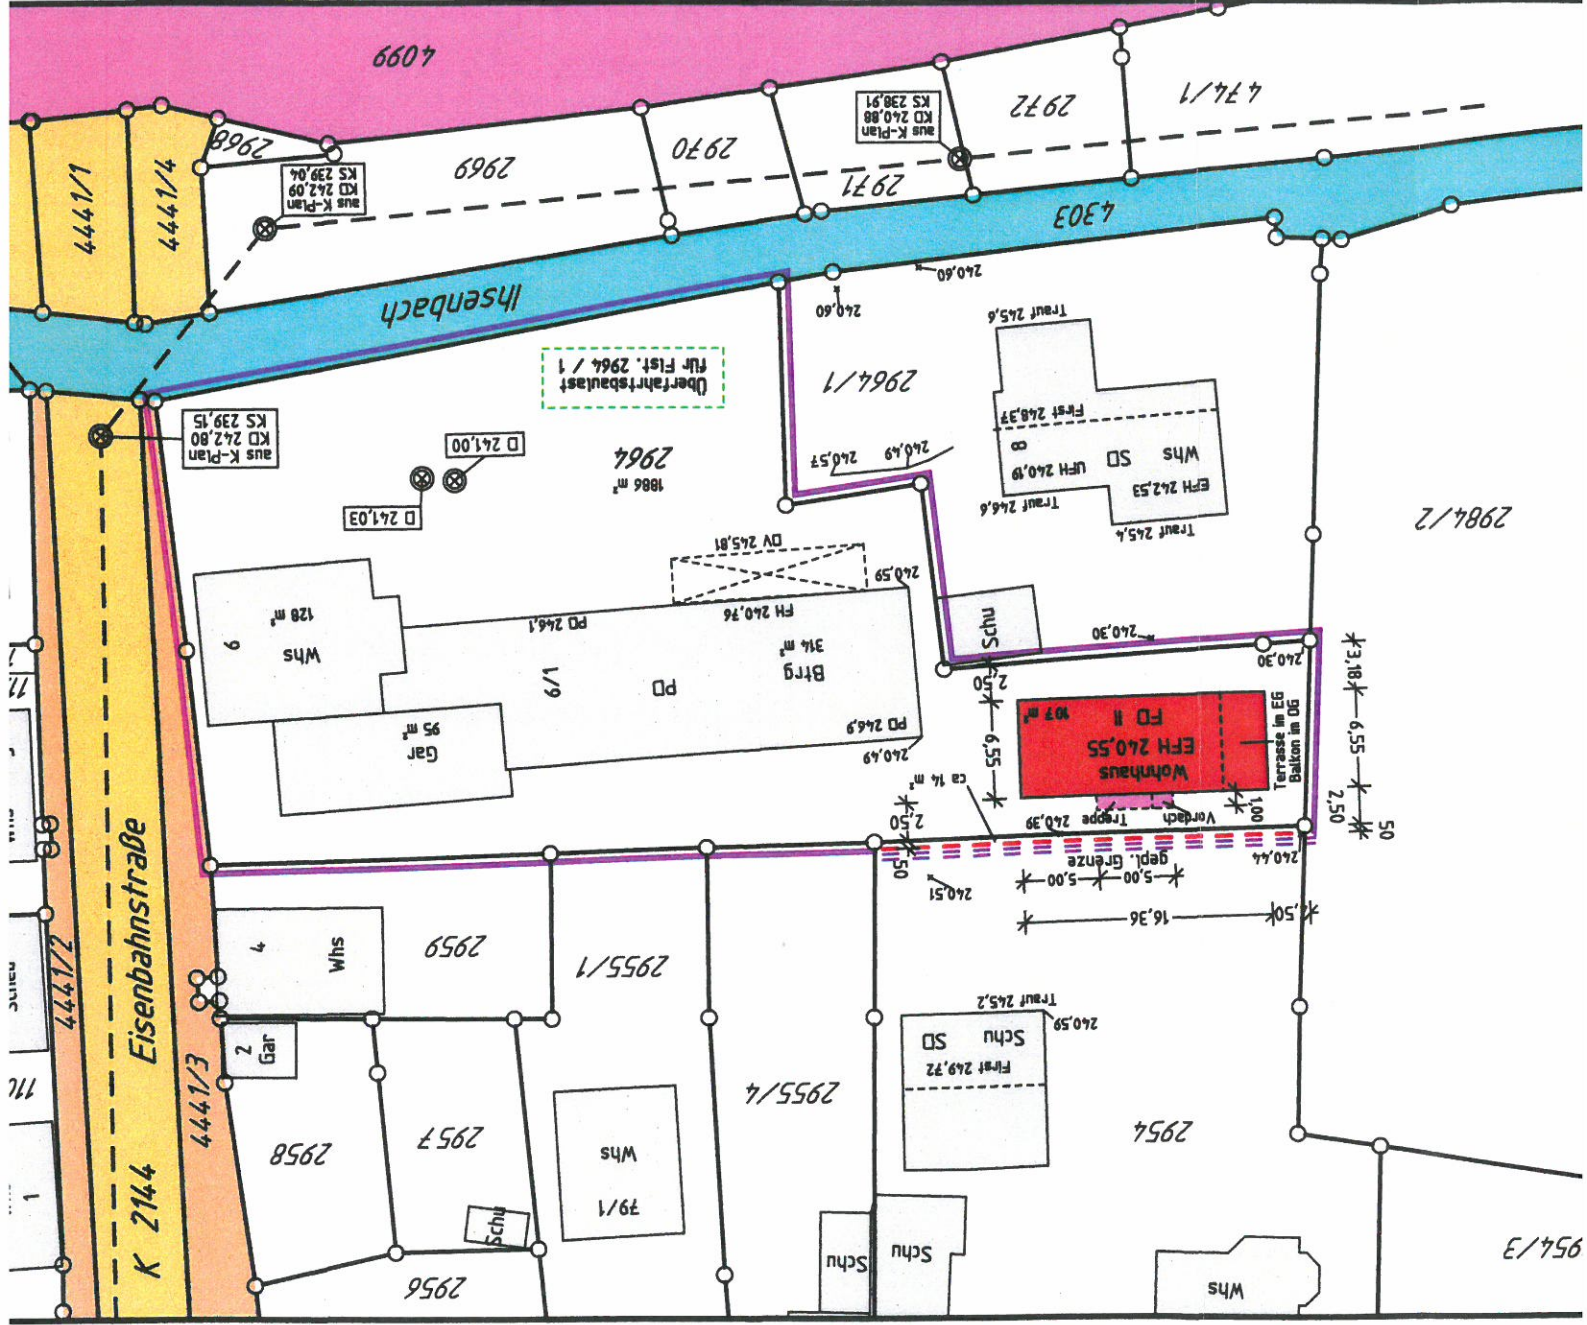 4099
2968
2969
2970
2971
2972
474/1
aus K-Plan
KD 242,09
KS 239,04
aus K-Plan
KD 240,88
KS 238,91
4441/1
4441/4
4303
Ihsenbach
240,60
240,60
Überfahrtsbaulast
für Flst. 2964 / 1
aus K-Plan
KD 242,80
KS 239,15
D 241,00
D 241,03
2964
1886 m²
2964/1
240,57
240,49
Trauf 245,6
First 248,37
8
UFH 240,19
SD
Whs
EFH 242,53
Trauf 246,6
Trauf 245,4
2984/2
DV 245,81
240,59
FH 240,76
PD 246,1
Btrg
314 m²
PD
1/9
PD 246,9
240,49
Whs
128 m²
6
Gar
95 m²
Schu
240,30
240,30
2,50
6,55
Wohnhaus
EFH 240,55
FD II
107 m²
Terrasse im EG
Balkon im OG
3,18
6,55
2,50
50
1,00
Treppe
Vordach
ca 14 m²
2,50
50
240,39
gepl. Grenze
240,44
240,51
5,00
5,00
16,36
2,50
4
Whs
2959
2955/1
2
Gar
2958
2957
2956
Schu
Whs
79/1
2955/4
Trauf 245,2
240,59
SD
Schu
First 249,72
2954
Schu
Schu
Whs
954/3
4441/2
4441/3
K 2144 Eisenbahnstraße
110
1